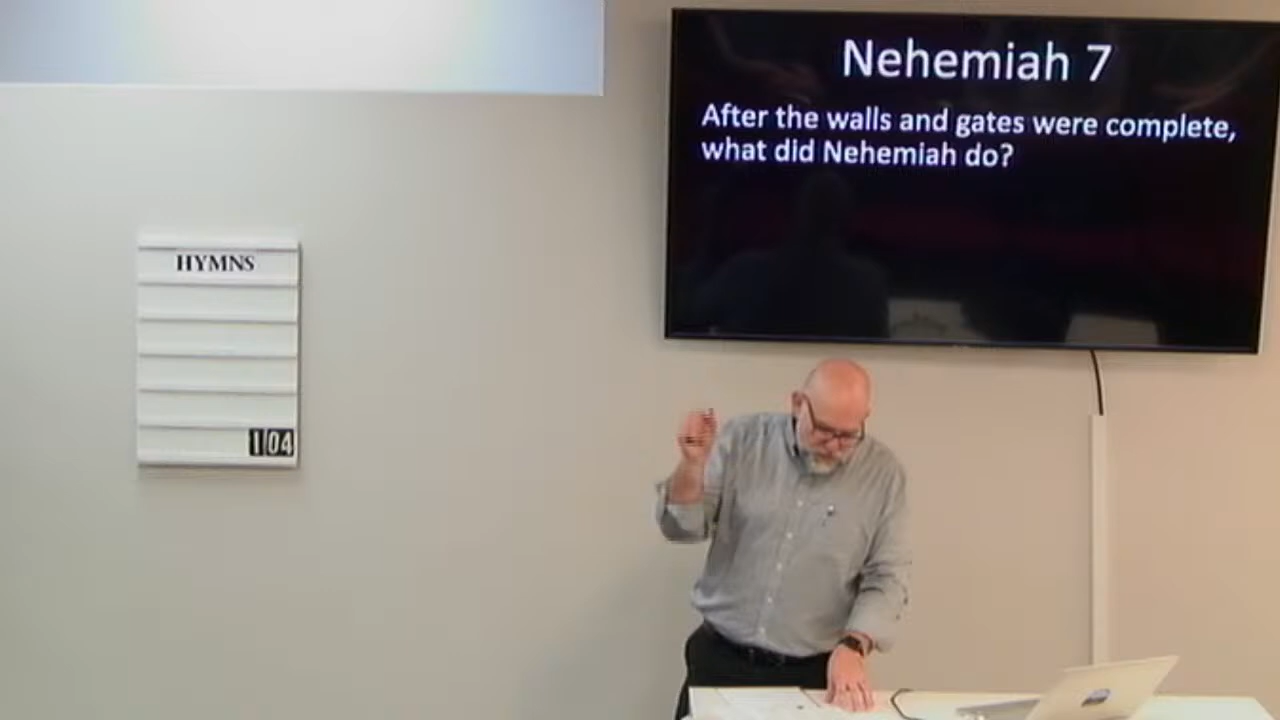 Nehemiah 7
After the walls and gates were complete,
what did Nehemiah do?
HYMNS
104